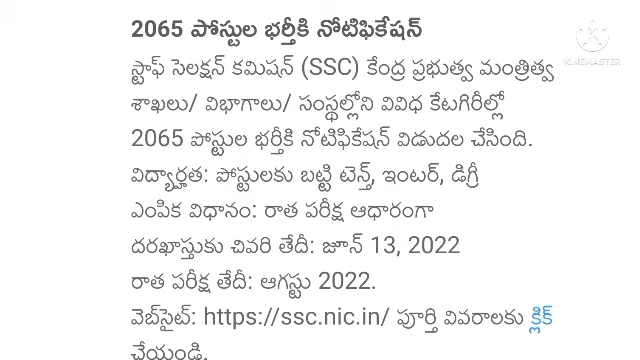 KINEMASTER
2065 పోస్టుల భర్తీకి నోటిఫికేషన్
స్టాఫ్ సెలక్షన్ కమిషన్ (SSC) కేంద్ర ప్రభుత్వ మంత్రిత్వ
శాఖలు/ విభాగాలు/ సంస్థల్లోని వివిధ కేటగిరీల్లో
2065 పోస్టుల భర్తీకి నోటిఫికేషన్ విడుదల చేసింది.
విద్యార్హత: పోస్టులకు బట్టి టెన్త్, ఇంటర్, డిగ్రీ
ఎంపిక విధానం: రాత పరీక్ష ఆధారంగా
దరఖాస్తుకు చివరి తేదీ: జూన్ 13, 2022
రాత పరీక్ష తేదీ: ఆగస్టు 2022.
వెబ్‌సైట్: https://ssc.nic.in/ పూర్తి వివరాలకు క్లిక్
చేయండి.